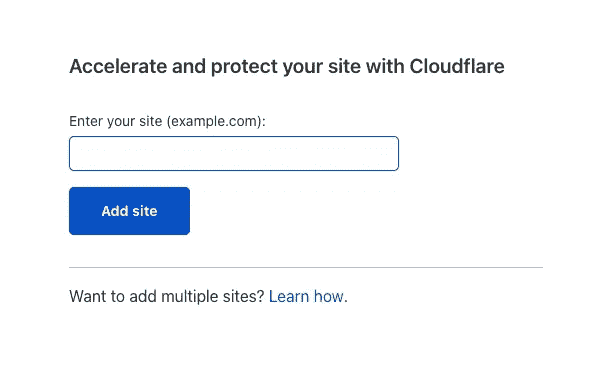 Accelerate and protect your site with Cloudflare
Enter your site (example.com):
Add site
Want to add multiple sites? Learn how.